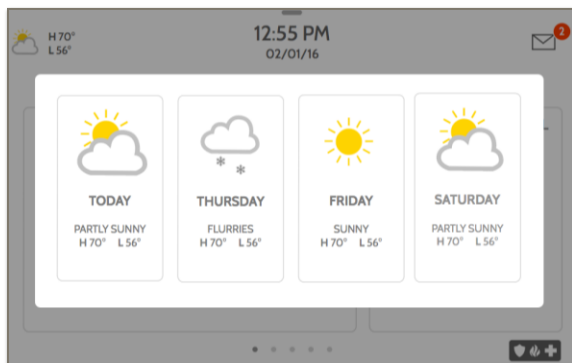 H 70°
L 56°
12:55 PM
02/01/16
2
TODAY
PARTLY SUNNY
H 70° L 56°
THURSDAY
FLURRIES
H 70° L 56°
FRIDAY
SUNNY
H 70° L 56°
SATURDAY
PARTLY SUNNY
H 70° L 56°